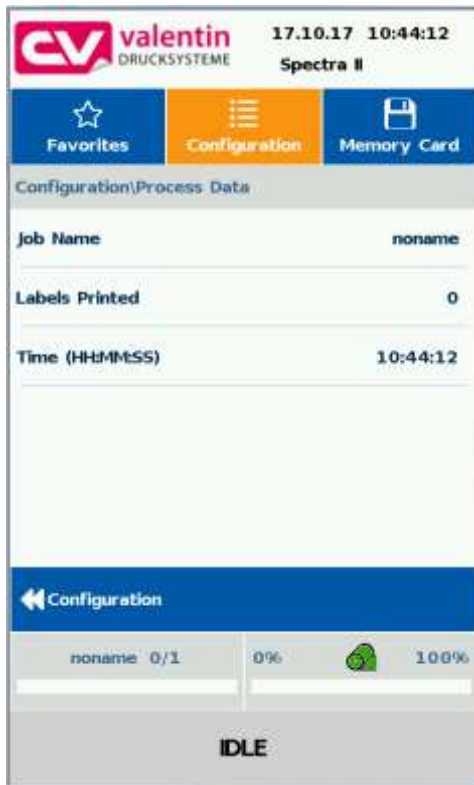 CV valentin 17.10.17 10:44:12
DRUCKSYSTEME Spectra II
Favorites Configuration Memory Card
Configuration\Process Data
Job Name noname
Labels Printed 0
Time (HH:MM:SS) 10:44:12
Configuration
noname 0/1 0% 100%
IDLE